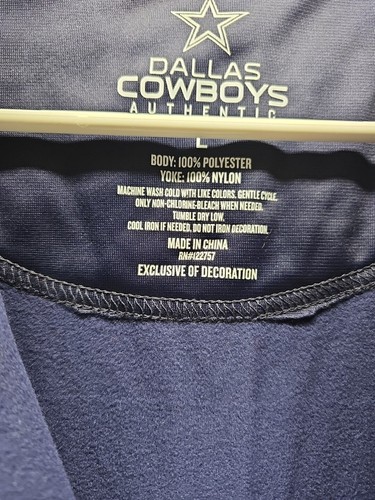 DALLAS
COWBOYS
AUTHENTIC
L
BODY: 100% POLYESTER
YOKE: 100% NYLON
MACHINE WASH COLD WITH LIKE COLORS, GENTLE CYCLE.
ONLY NON-CHLORINE-BLEACH WHEN NEEDED.
TUMBLE DRY LOW.
COOL IRON IF NEEDED, DO NOT IRON DECORATION.
MADE IN CHINA
RN#122757
EXCLUSIVE OF DECORATION